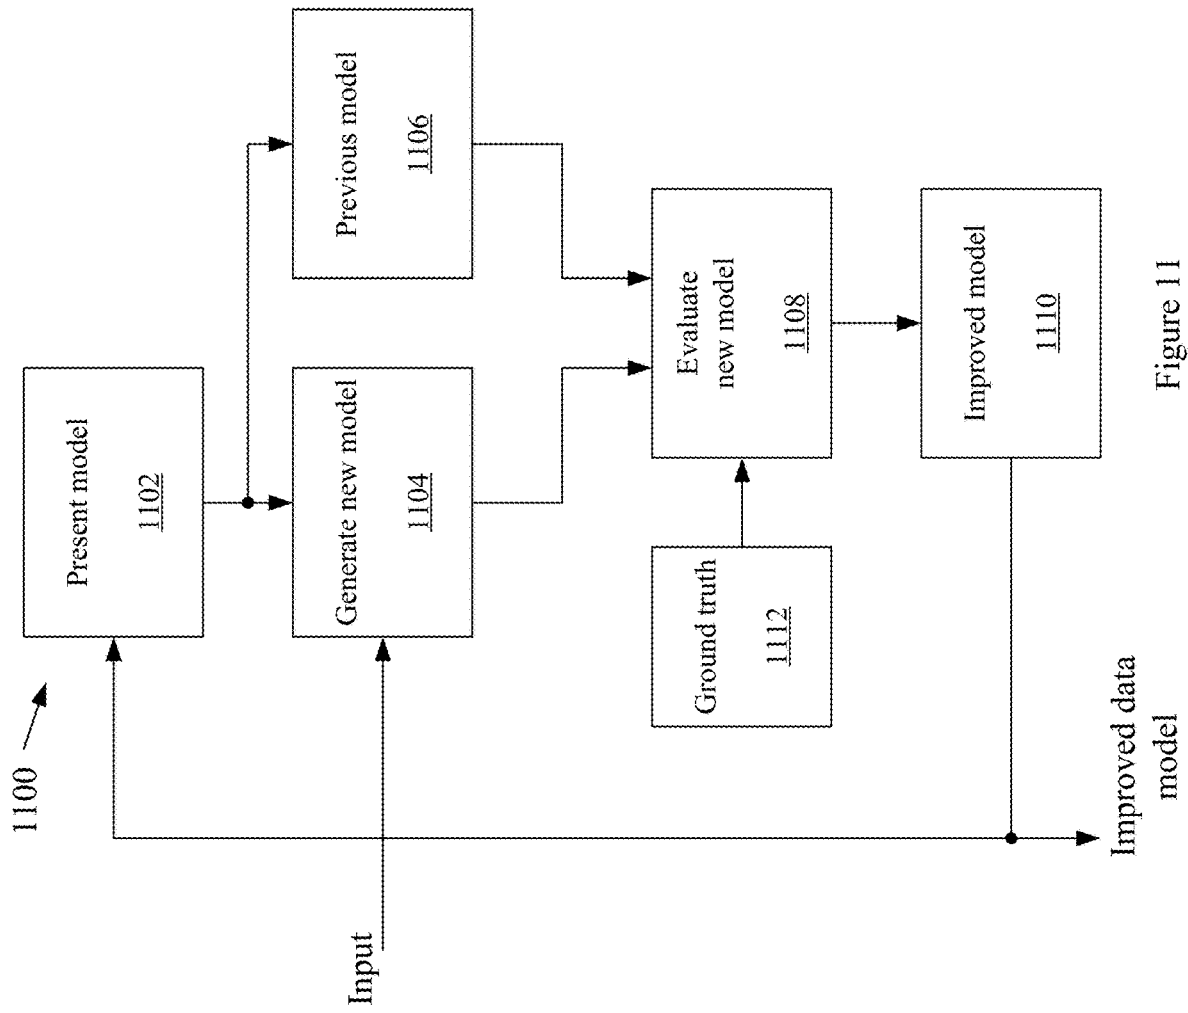 1100
Present model
1102
Input
Generate new model
1104
Previous model
1106
Ground truth
1112
Evaluate
new model
1108
Improved model
1110
Improved data
model
Figure 11